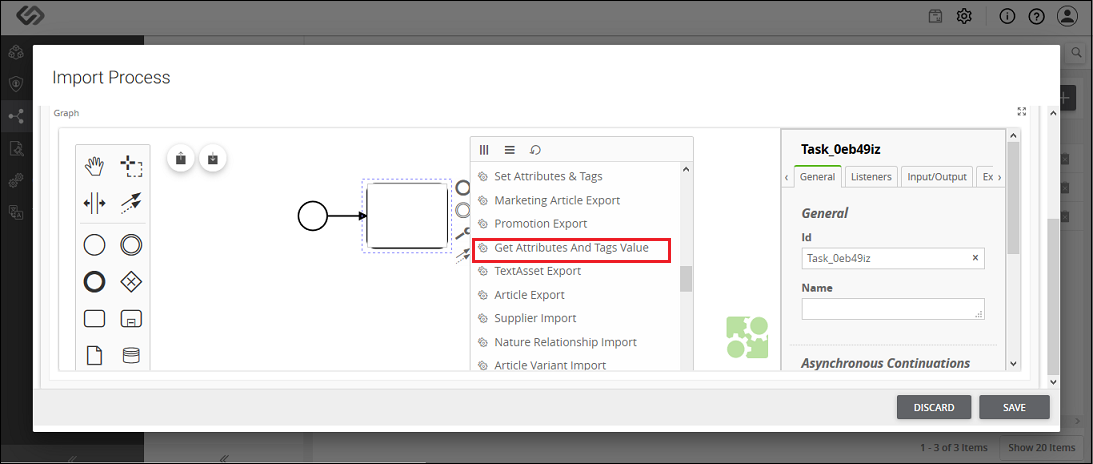 Import Process
Graph
Set Attributes & Tags
Marketing Article Export
Promotion Export
Get Attributes And Tags Value
TextAsset Export
Article Export
Supplier Import
Nature Relationship Import
Article Variant Import
Task_0eb49iz
General Listeners Input/Output Ex
General
Id
Task_0eb49iz
Name
Asynchronous Continuations
DISCARD SAVE
1 - 3 of 3 Items Show 20 Items